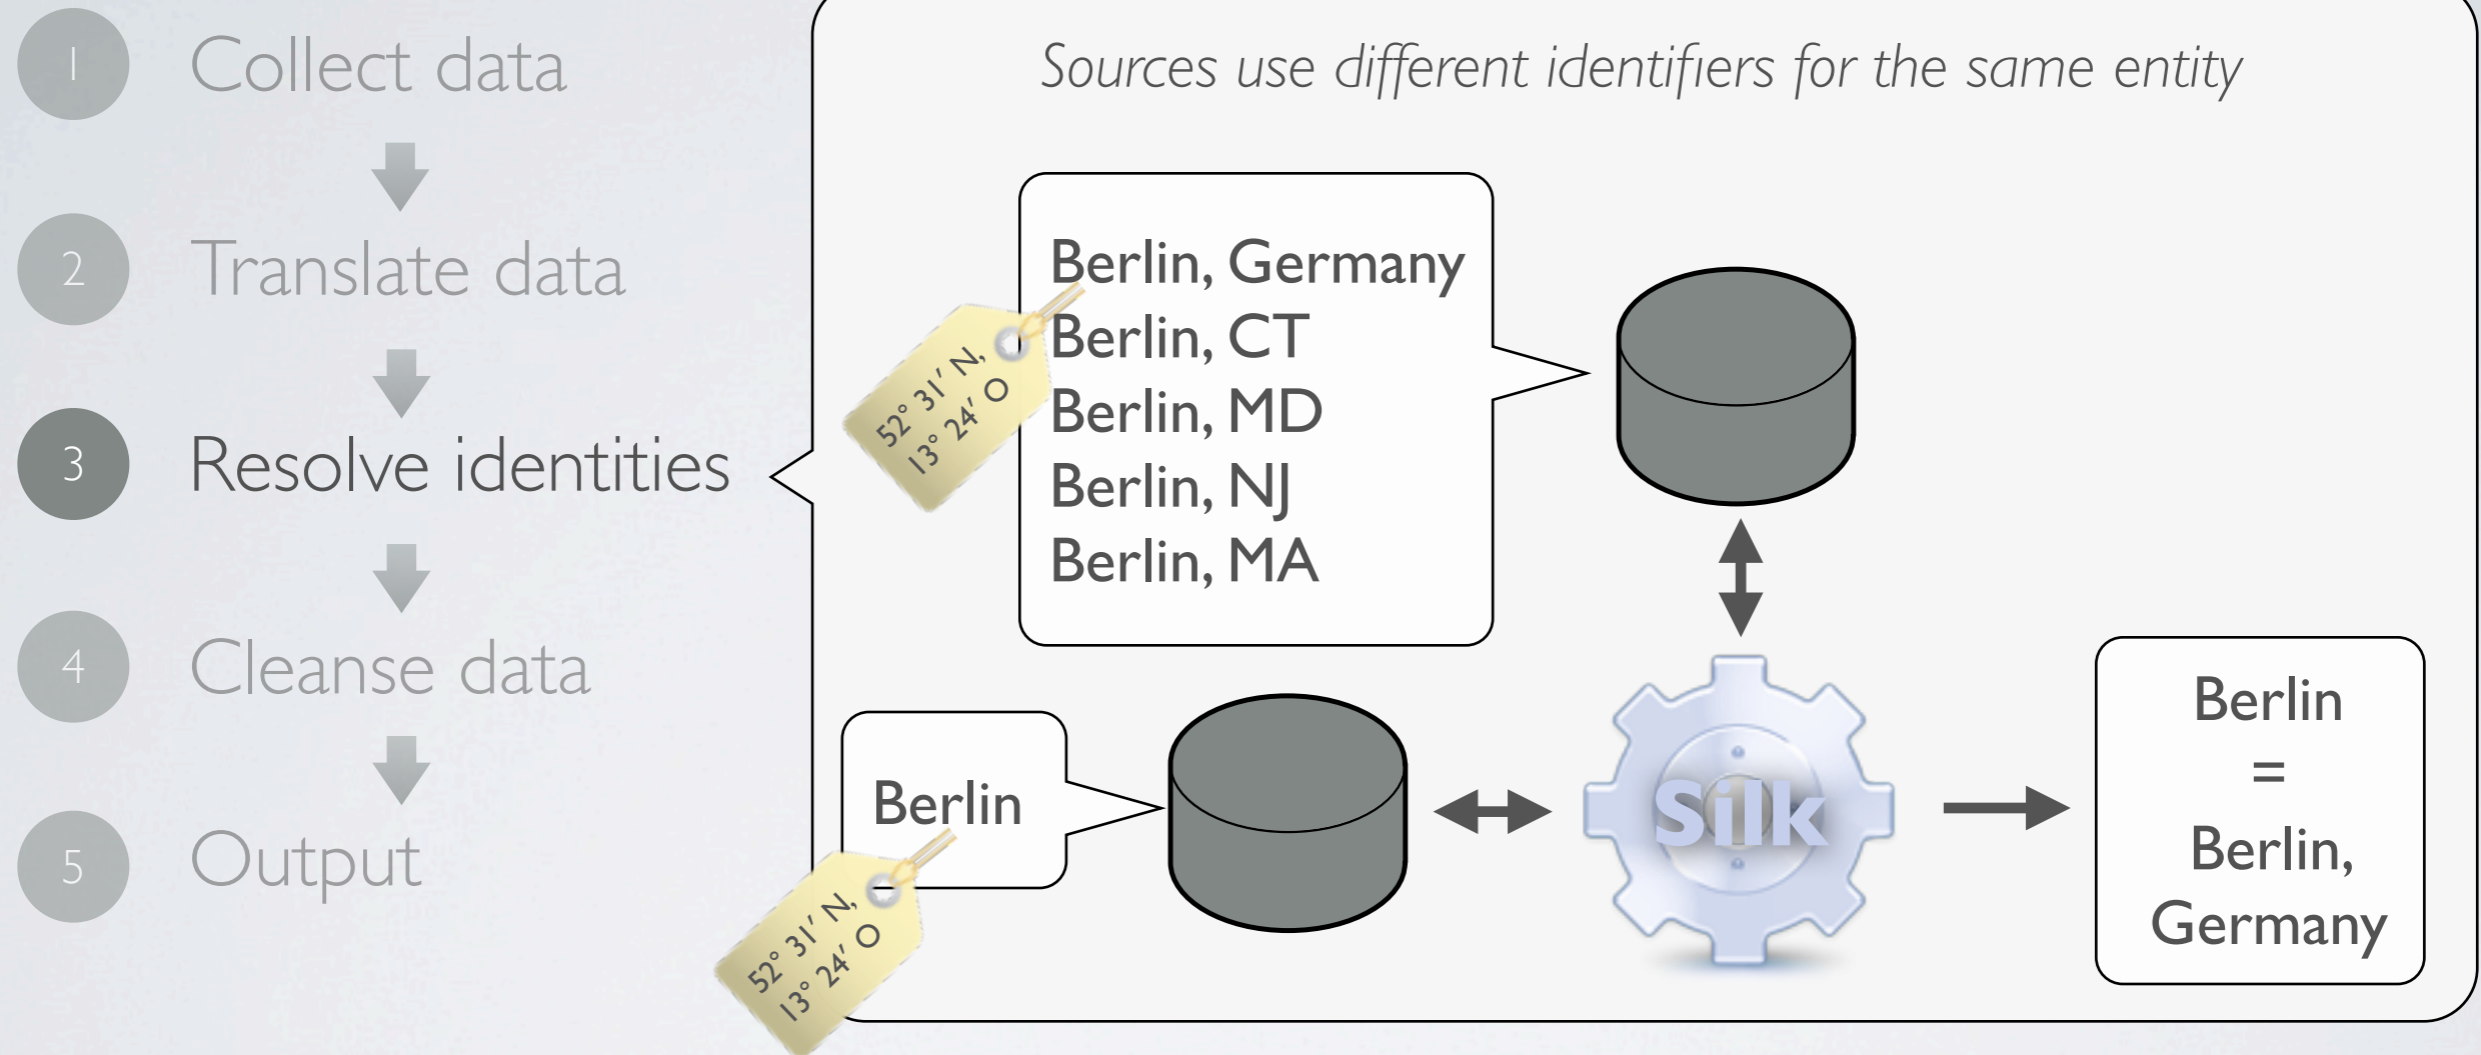 1 Collect data
2 Translate data
3 Resolve identities
4 Cleanse data
5 Output
Sources use different identifiers for the same entity
Berlin, Germany
Berlin, CT
Berlin, MD
Berlin, NJ
Berlin, MA
52° 31′ N,
13° 24′ O
Berlin
52° 31′ N,
13° 24′ O
Silk
Berlin
=
Berlin,
Germany